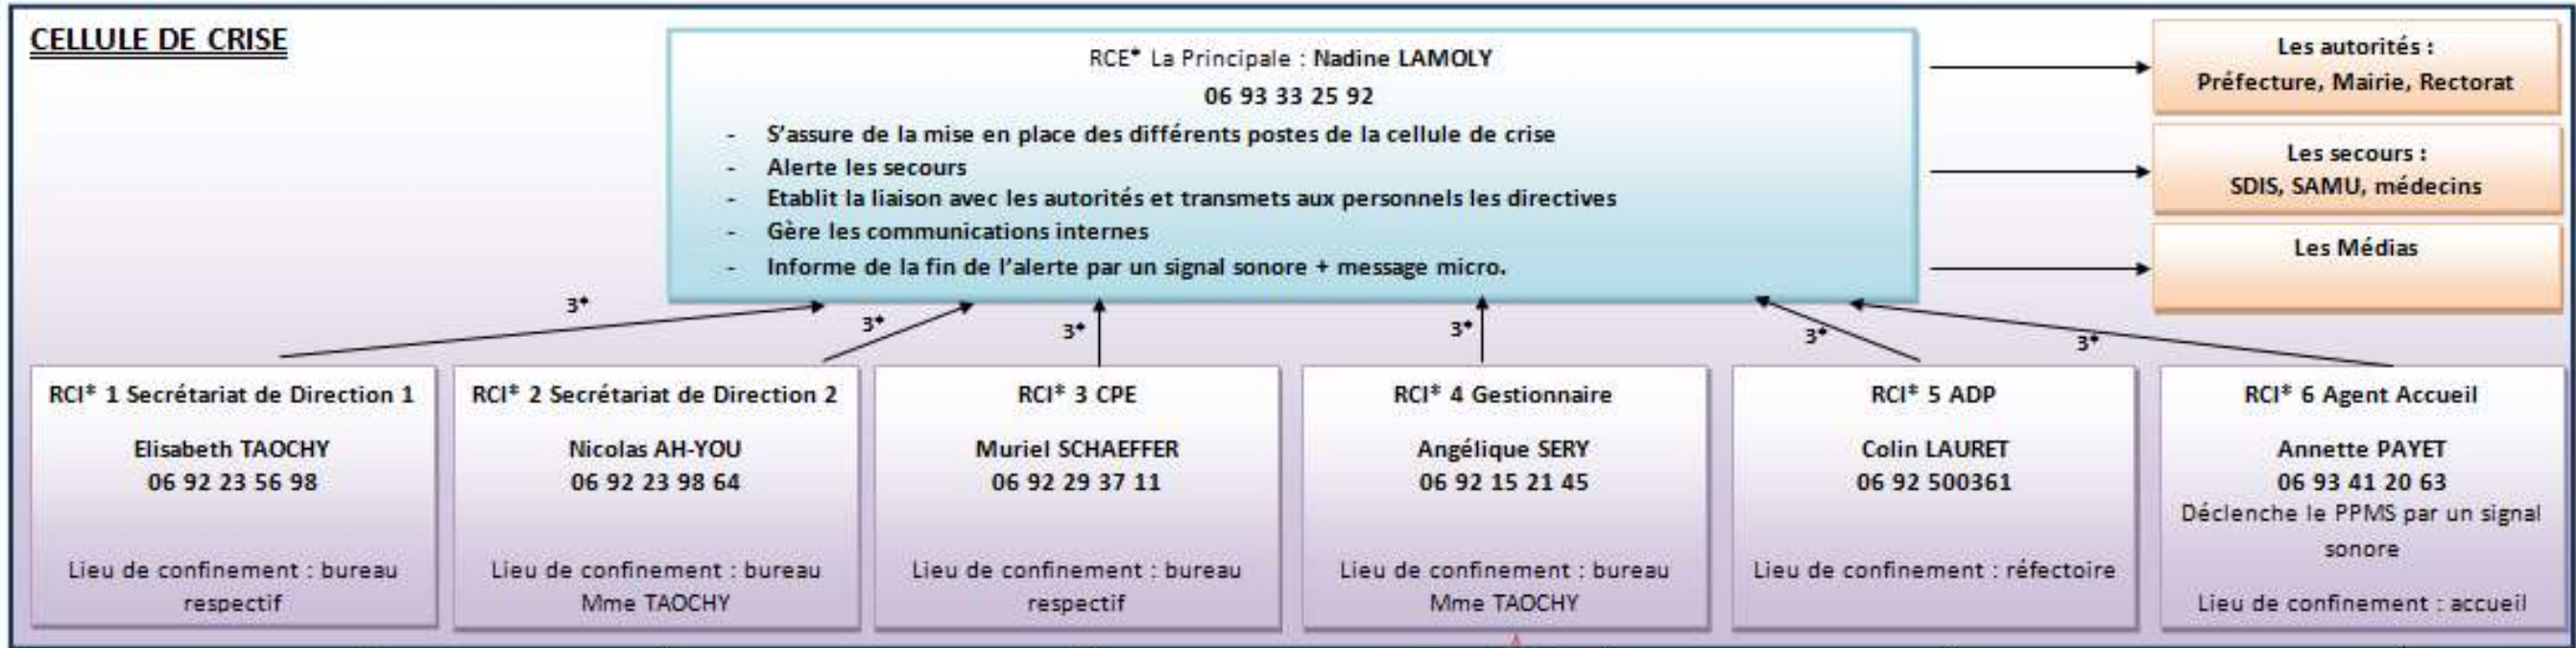 CELLULE DE CRISE
RCE* La Principale : Nadine LAMOLY
06 93 33 25 92
- S'assure de la mise en place des différents postes de la cellule de crise
- Alerte les secours
- Etablit la liaison avec les autorités et transmets aux personnels les directives
- Gère les communications internes
- Informe de la fin de l'alerte par un signal sonore + message micro.
Les autorités :
Préfecture, Mairie, Rectorat
Les secours :
SDIS, SAMU, médecins
Les Médias
3*
3*
3*
3*
3*
3*
RCI* 1 Secrétariat de Direction 1
Elisabeth TAOCHY
06 92 23 56 98
Lieu de confinement : bureau
respectif
RCI* 2 Secrétariat de Direction 2
Nicolas AH-YOU
06 92 23 98 64
Lieu de confinement : bureau
Mme TAOCHY
RCI* 3 CPE
Muriel SCHAEFFER
06 92 29 37 11
Lieu de confinement : bureau
respectif
RCI* 4 Gestionnaire
Angélique SERY
06 92 15 21 45
Lieu de confinement : bureau
Mme TAOCHY
RCI* 5 ADP
Colin LAURET
06 92 500361
Lieu de confinement : réfectoire
RCI* 6 Agent Accueil
Annette PAYET
06 93 41 20 63
Déclenche le PPMS par un signal
sonore
Lieu de confinement : accueil